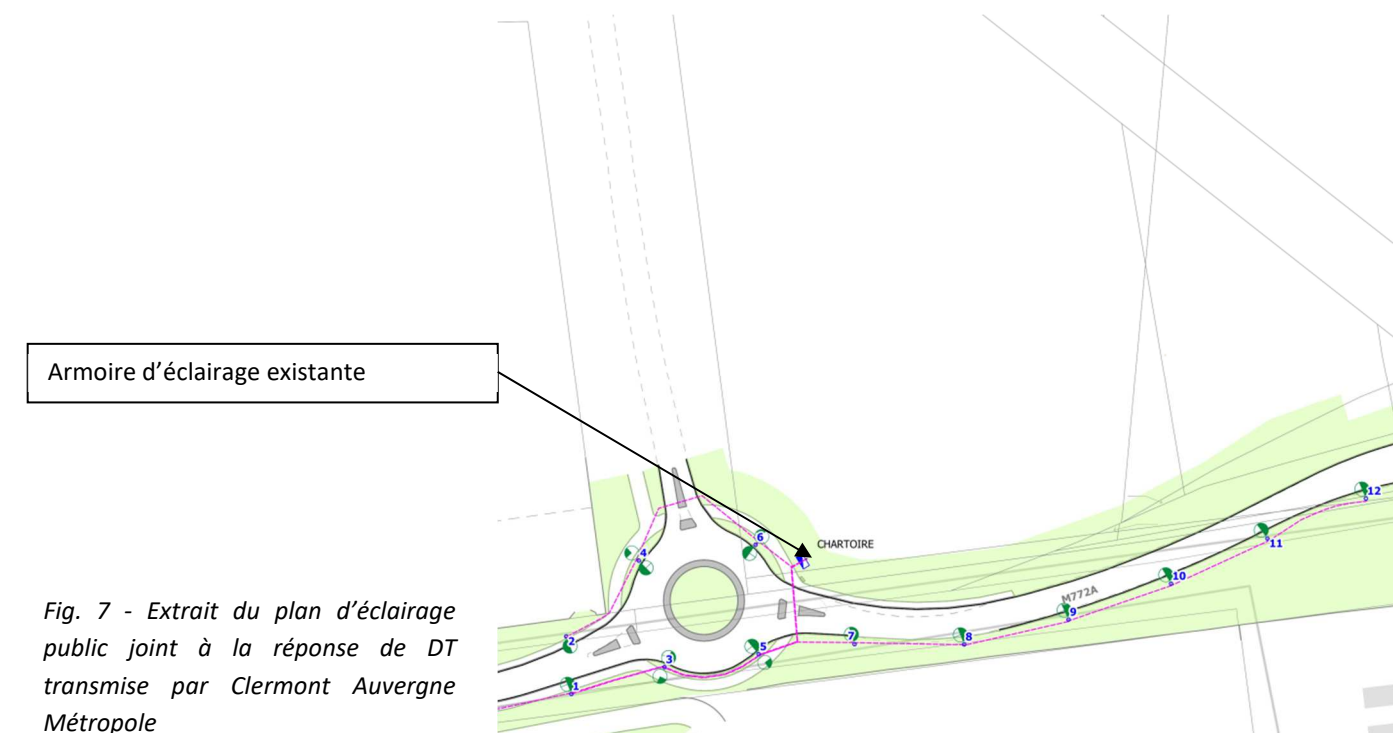 Armoire d'éclairage existante
CHARTOIRE
6
4
12
11
10
M772A
9
2
7
8
5
3
1
Fig. 7 - Extrait du plan d'éclairage
public joint à la réponse de DT
transmise par Clermont Auvergne
Métropole